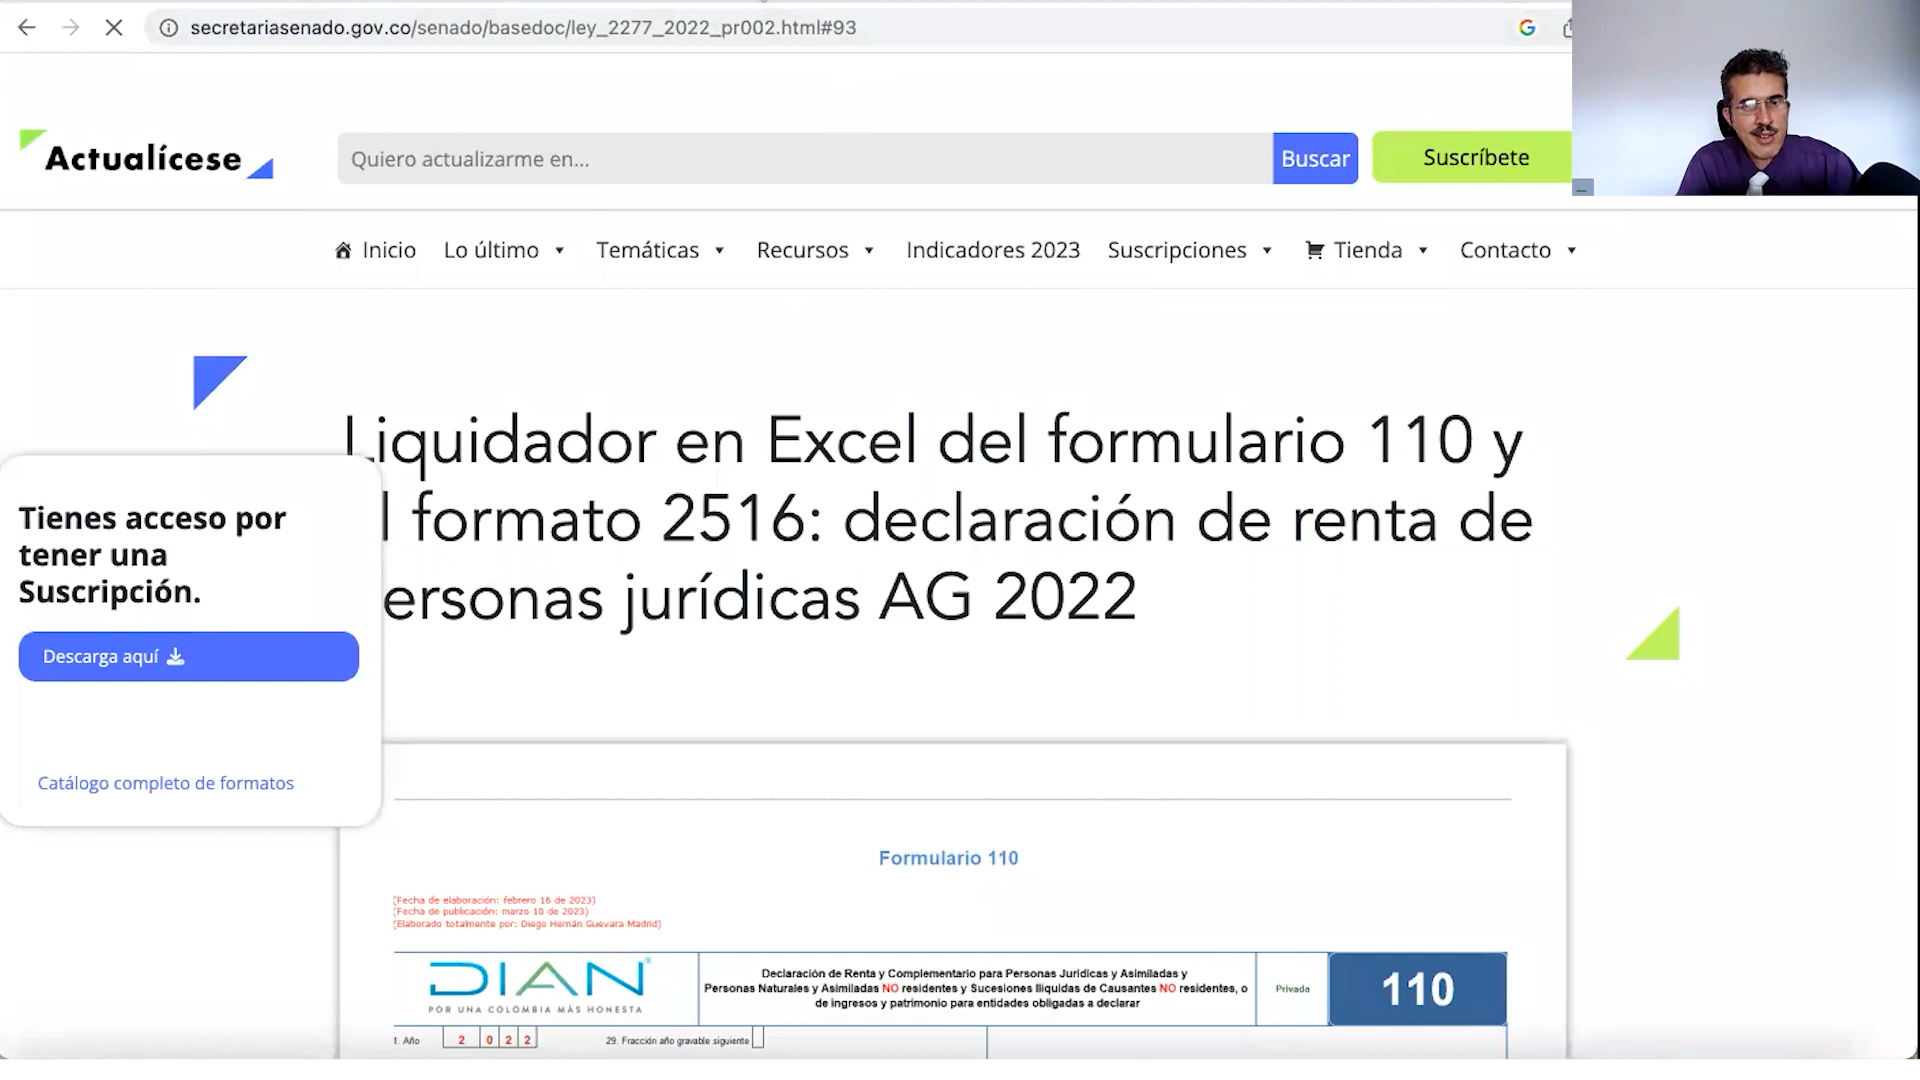 secretariasenado.gov.co/senado/basedoc/ley_2277_2022_pr002.html#93
Actualícese
Quiero actualizarme en...
Buscar
Suscríbete
Inicio Lo último Temáticas Recursos Indicadores 2023 Suscripciones Tienda Contacto
Liquidador en Excel del formulario 110 y
l formato 2516: declaración de renta de
ersonas jurídicas AG 2022
Tienes acceso por
tener una
Suscripción.
Descarga aquí
Catálogo completo de formatos
Formulario 110
(Fecha de elaboración: febrero 16 de 2023)
(Fecha de publicación: marzo 10 de 2023)
(Elaborado totalmente por: Diego Hernán Guevara Madrid)
DIAN
POR UNA COLOMBIA MÁS HONESTA
Declaración de Renta y Complementario para Personas Jurídicas y Asimiladas y
Personas Naturales y Asimiladas NO residentes y Sucesiones Ilíquidas de Causantes NO residentes, o
de ingresos y patrimonio para entidades obligadas a declarar
Privada
110
1. Año 2 0 2 2
29. Fracción año gravable siguiente